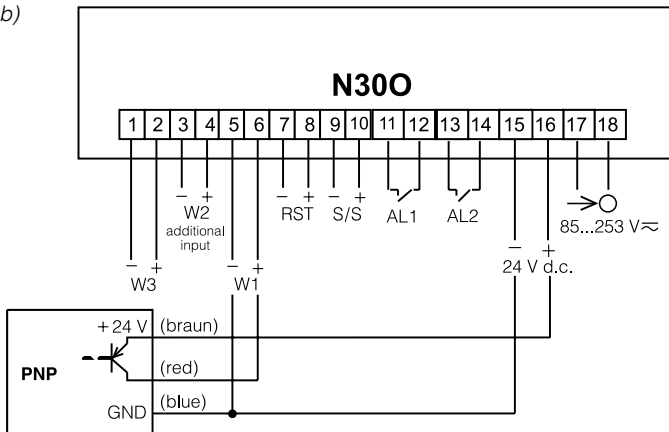 b)
N30O
1 2 3 4 5 6 7 8 9 10 11 12 13 14 15 16 17 18
− + − + − +
W2 RST S/S AL1 AL2
additional
input
85...253 V≂
− + − + − +
W3 W1 24 V d.c.
+ 24 V (braun)
PNP
(red)
GND (blue)